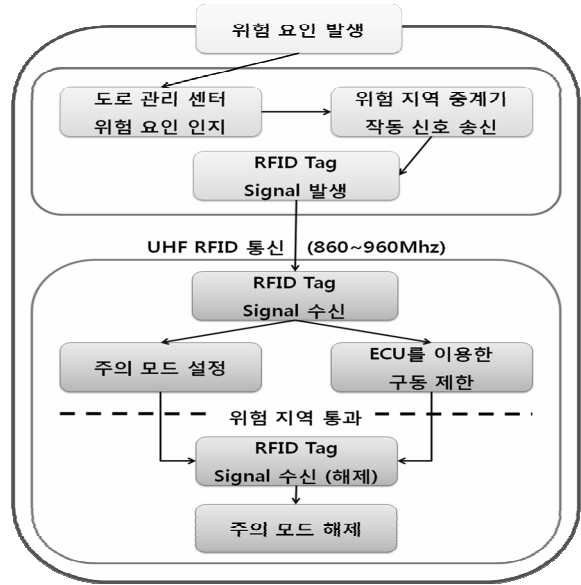 위험 요인 발생
도로 관리 센터
위험 요인 인지
위험 지역 중계기
작동 신호 송신
RFID Tag
Signal 발생
UHF RFID 통신 (860~960Mhz)
RFID Tag
Signal 수신
주의 모드 설정
ECU를 이용한
구동 제한
위험 지역 통과
RFID Tag
Signal 수신 (해제)
주의 모드 해제